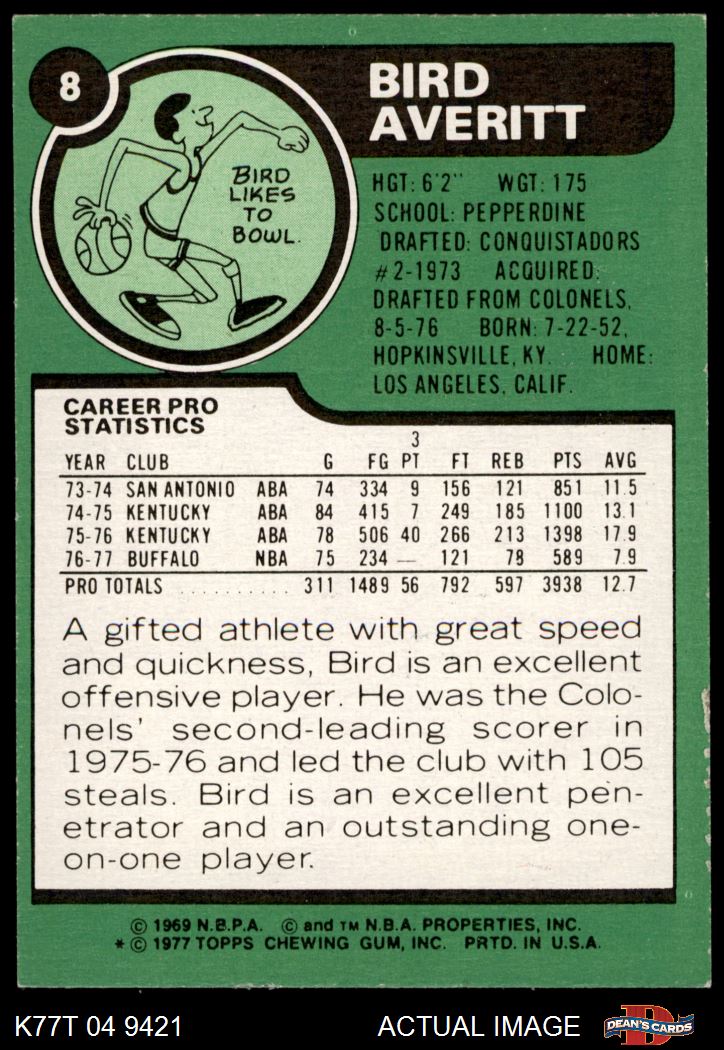 8
BIRD
AVERITT
BIRD
LIKES
TO
BOWL.
HGT: 6'2" WGT: 175
SCHOOL: PEPPERDINE
DRAFTED: CONQUISTADORS
#2-1973 ACQUIRED:
DRAFTED FROM COLONELS,
8-5-76 BORN: 7-22-52,
HOPKINSVILLE, KY. HOME:
LOS ANGELES, CALIF.
CAREER PRO
STATISTICS
3
YEAR CLUB G FG PT FT REB PTS AVG
73-74 SAN ANTONIO ABA 74 334 9 156 121 851 11.5
74-75 KENTUCKY ABA 84 415 7 249 185 1100 13.1
75-76 KENTUCKY ABA 78 506 40 266 213 1398 17.9
76-77 BUFFALO NBA 75 234 — 121 78 589 7.9
PRO TOTALS . . . . . . . . . . 311 1489 56 792 597 3938 12.7
A gifted athlete with great speed
and quickness, Bird is an excellent
offensive player. He was the Colo-
nels' second-leading scorer in
1975-76 and led the club with 105
steals. Bird is an excellent pen-
etrator and an outstanding one-
on-one player.
© 1969 N.B.P.A. © and TM N.B.A. PROPERTIES, INC.
* © 1977 TOPPS CHEWING GUM, INC. PRTD. IN U.S.A.
K77T 04 9421 ACTUAL IMAGE
D
DEAN'S CARDS